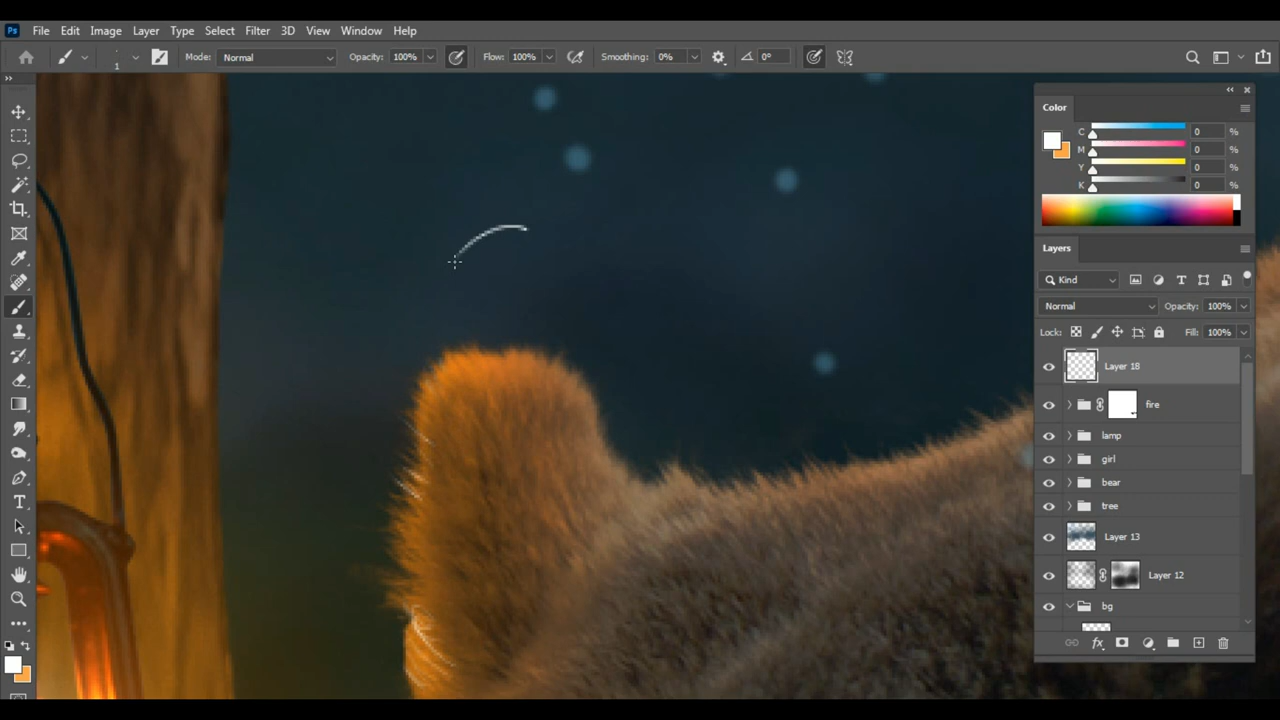 Ps File Edit Image Layer Type Select Filter 3D View Window Help
1 Mode: Normal Opacity: 100% Flow: 100% Smoothing: 0% 0°
Color
C 0 %
M 0 %
Y 0 %
K 0 %
Layers
Kind
Normal Opacity: 100%
Lock: Fill: 100%
Layer 18
fire
lamp
girl
bear
tree
Layer 13
Layer 12
bg
fx